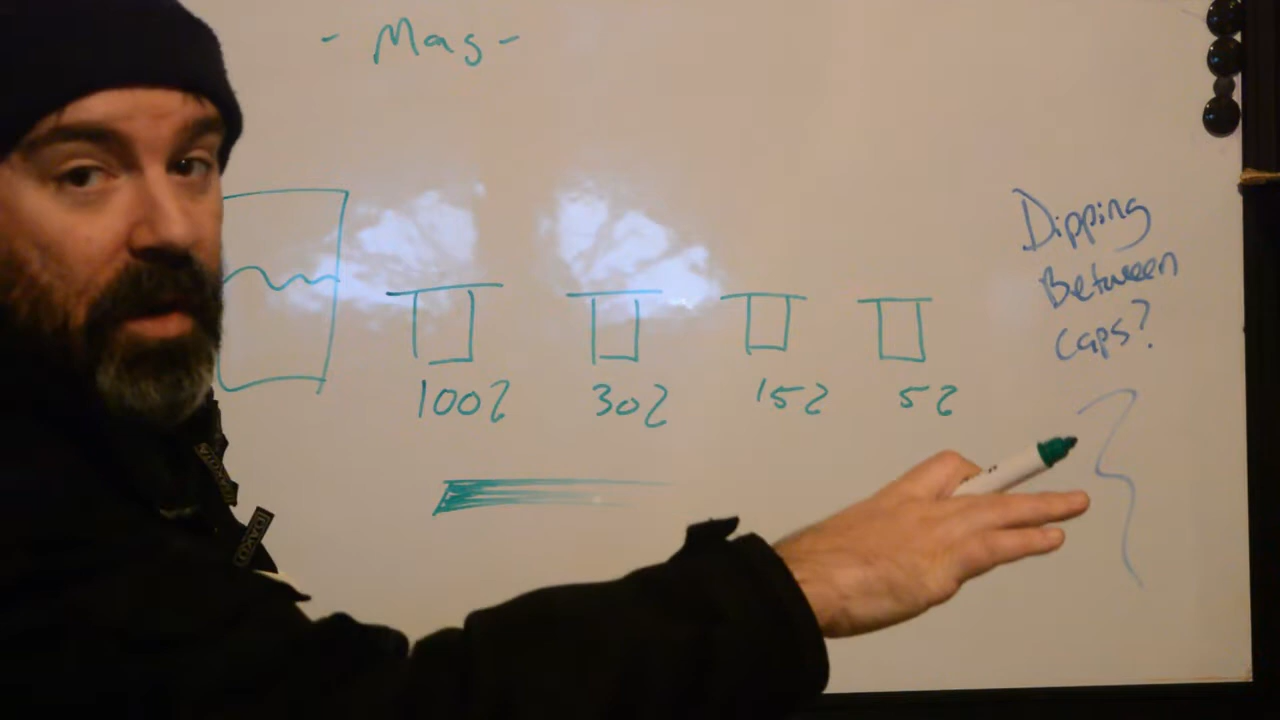 - Mag -
100% 30% 15% 5%
Dipping
Between
caps?